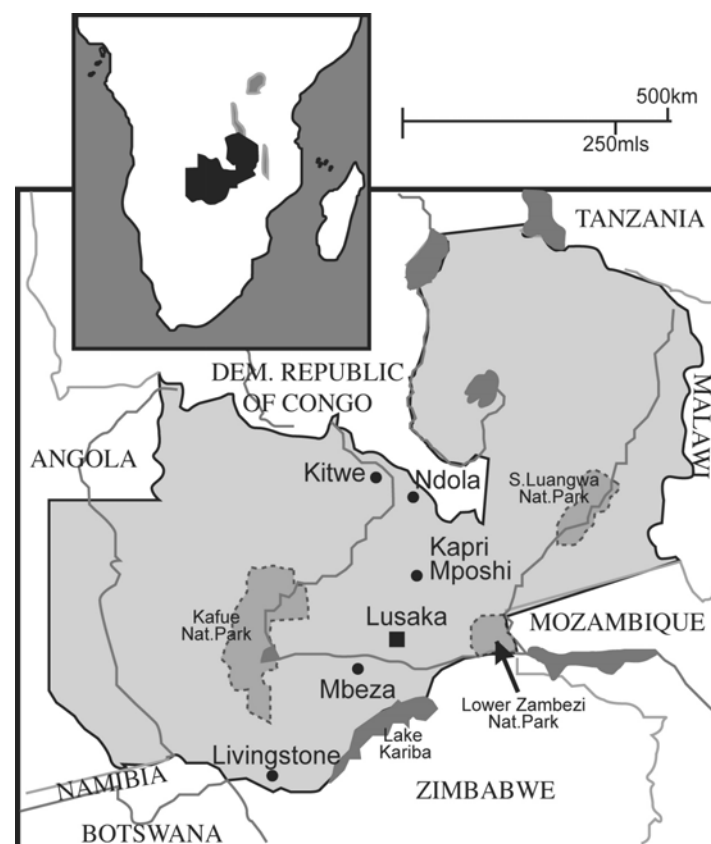 500km
250mls
TANZANIA
DEM. REPUBLIC
OF CONGO
MALAWI
ANGOLA
Kitwe
Ndola
S.Luangwa
Nat.Park
Kapri
Mposhi
Kafue
Nat.Park
Lusaka
MOZAMBIQUE
Mbeza
Lower Zambezi
Nat.Park
Lake
Kariba
Livingstone
NAMIBIA
ZIMBABWE
BOTSWANA